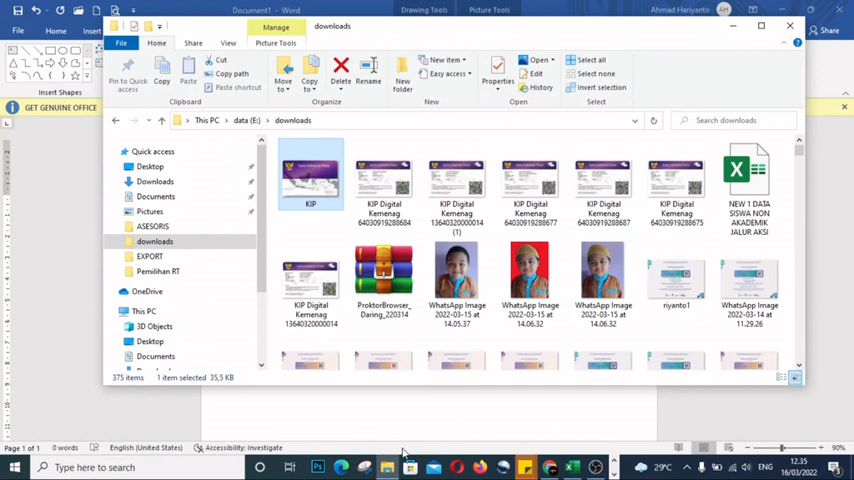 Document1 - Word
Drawing Tools
Picture Tools
Ahmad Hariyanto
AH
File
Home
Insert
Share
Insert Shapes
GET GENUINE OFFICE
Manage
downloads
File
Home
Share
View
Picture Tools
Pin to Quick access
Copy
Paste
Cut
Copy path
Paste shortcut
Clipboard
Move to
Copy to
Delete
Rename
Organize
New folder
New item
Easy access
New
Properties
Open
Edit
History
Open
Select all
Select none
Invert selection
Select
This PC
data (E:)
downloads
Search downloads
Quick access
Desktop
Downloads
Documents
Pictures
ASESORIS
downloads
EXPORT
Pemilihan RT
OneDrive
This PC
3D Objects
Desktop
Documents
KIP
KIP Digital Kemenag 64030919288684
KIP Digital Kemenag 13640320000014 (1)
KIP Digital Kemenag 64030919288677
KIP Digital Kemenag 64030919288675
NEW 1 DATA SISWA NON AKADEMIK JALUR AKSI
KIP Digital Kemenag 13640320000014
ProktorBrowser_Daring_220314
WhatsApp Image 2022-03-15 at 14.05.37
WhatsApp Image 2022-03-15 at 14.06.32
WhatsApp Image 2022-03-15 at 14.06.32
riyanto1
WhatsApp Image 2022-03-14 at 11.29.26
375 items
1 item selected 35,5 KB
Page 1 of 1
0 words
English (United States)
Accessibility: Investigate
90%
Type here to search
29°C
ENG
12.35
16/03/2022
3